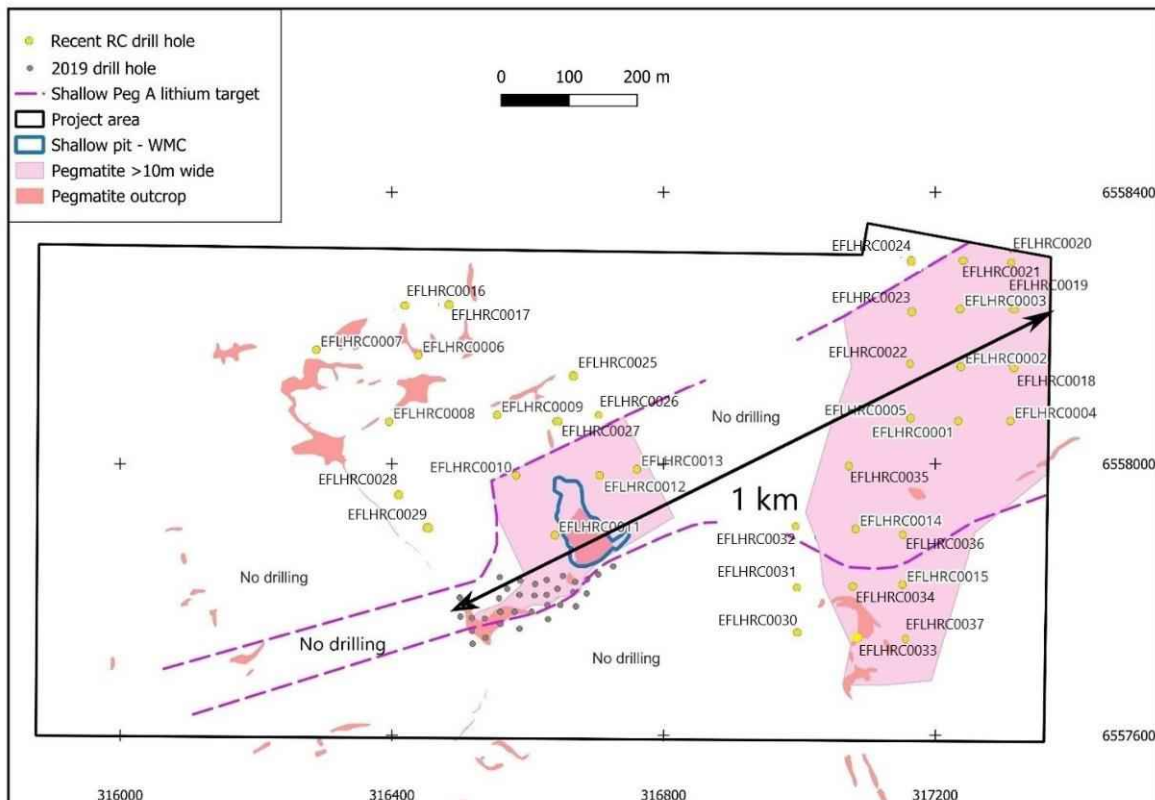 Recent RC drill hole
2019 drill hole
Shallow Peg A lithium target
Project area
Shallow pit - WMC
Pegmatite >10m wide
Pegmatite outcrop
0 100 200 m
6558400
EFLHRC0024
EFLHRC0020
EFLHRC0021
EFLHRC0019
EFLHRC0016
EFLHRC0017
EFLHRC0023
EFLHRC0003
EFLHRC0007
EFLHRC0006
EFLHRC0022
EFLHRC0002
EFLHRC0025
EFLHRC0018
EFLHRC0008
EFLHRC0009
EFLHRC0026
No drilling
EFLHRC0005
EFLHRC0004
EFLHRC0027
EFLHRC0001
EFLHRC0010
EFLHRC0013
6558000
EFLHRC0028
EFLHRC0012
EFLHRC0035
1 km
EFLHRC0029
EFLHRC0011
EFLHRC0032
EFLHRC0014
EFLHRC0036
No drilling
EFLHRC0031
EFLHRC0015
EFLHRC0034
EFLHRC0030
EFLHRC0037
No drilling
No drilling
EFLHRC0033
6557600
316000 316400 316800 317200